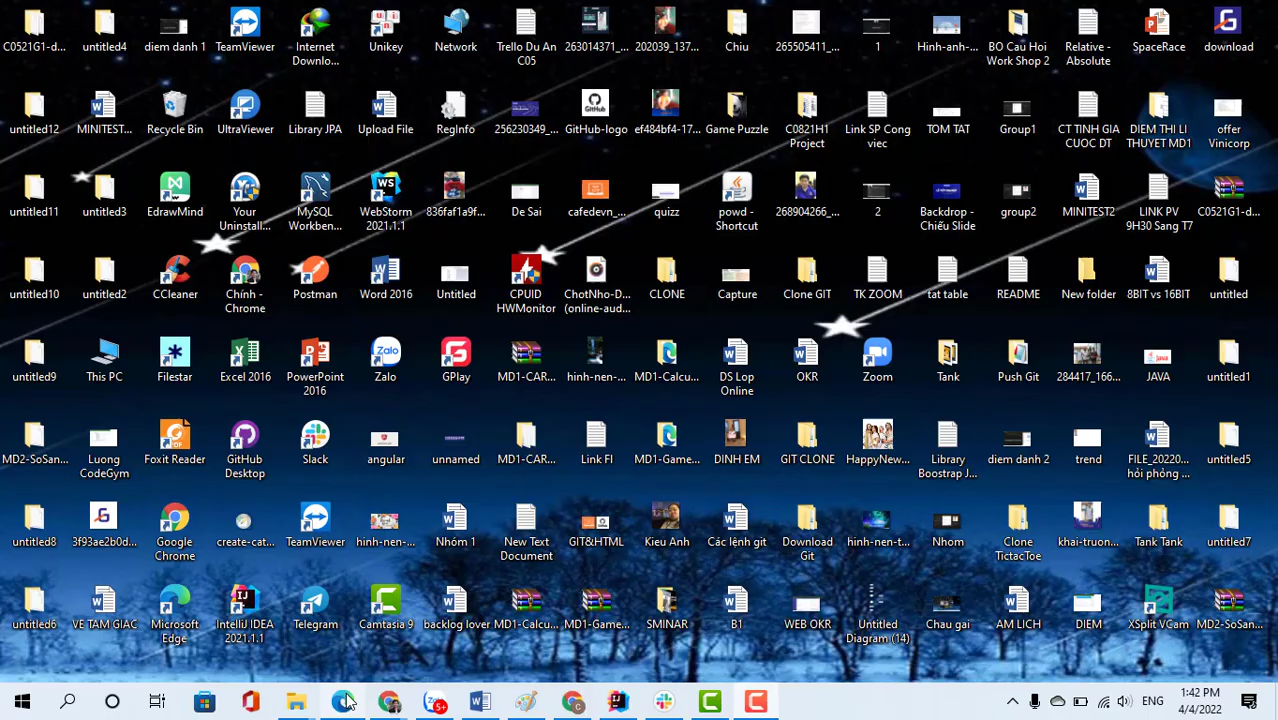 C0521G1-d...
untitled4
diem danh 1
TeamViewer
Internet Downlo...
Unikey
Network
Trello Du An C05
263014371_...
202039_137...
Chiu
265505411_...
1
Hinh-anh-...
BO Cau Hoi Work Shop 2
Relative - Absolute
SpaceRace
download
untitled12
MINITEST...
Recycle Bin
UltraViewer
Library JPA
Upload File
RegInfo
256230349_...
GitHub-logo
ef484bf4-17...
Game Puzzle
C0821H1 Project
Link SP Cong viec
TOM TAT
Group1
CT TINH GIA CUOC DT
DIEM THI LI THUYET MD1
offer Vinicorp
untitled11
untitled3
EdrawMind
Your Uninstall...
MySQL Workben...
WebStorm 2021.1.1
836faf1a9f...
De Sai
cafedevn_...
quizz
powd - Shortcut
268904266_...
2
Backdrop - Chiếu Slide
group2
MINITEST2
LINK PV 9H30 Sang T7
C0521G1-d...
untitled10
untitled2
CCleaner
Chính - Chrome
Postman
Word 2016
Untitled
CPUID HWMonitor
ChotNho-D... (online-aud...
CLONE
Capture
Clone GIT
TK ZOOM
tat table
README
New folder
8BIT vs 16BIT
untitled
untitled9
This PC
Filestar
Excel 2016
PowerPoint 2016
Zalo
GPlay
MD1-CAR...
hinh-nen-...
MD1-Calcu...
DS Lop Online
OKR
Zoom
Tank
Push Git
284417_166...
JAVA
untitled1
MD2-SoSan...
Luong CodeGym
Foxit Reader
GitHub Desktop
Slack
angular
unnamed
MD1-CAR...
Link FI
MD1-Game...
DINH EM
GIT CLONE
HappyNew...
Library Boostrap J...
diem danh 2
trend
FILE_20220... hỏi phỏng ...
untitled5
untitled8
3f93ae2b0d...
Google Chrome
create-cat...
TeamViewer
hinh-nen-...
Nhóm 1
New Text Document
GIT&HTML
Kieu Anh
Các lệnh git
Download Git
hinh-nen-t...
Nhom
Clone TictacToe
khai-truon...
Tank Tank
untitled7
untitled6
VE TAM GIAC
Microsoft Edge
IntelliJ IDEA 2021.1.1
Telegram
Camtasia 9
backlog lover
MD1-Calcu...
MD1-Game...
SMINAR
B1
WEB OKR
Untitled Diagram (14)
Chau gai
AM LICH
DIEM
XSplit VCam
MD2-SoSan...
5+
ENG
1:42 PM
4/4/2022